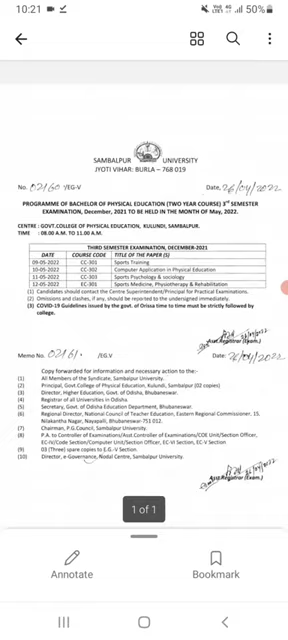 10:21
VoLTE 4G 50%
SAMBALPUR UNIVERSITY
JYOTI VIHAR: BURLA – 768 019
No. 02160 /EG-V Date, 26/04/2022
PROGRAMME OF BACHELOR OF PHYSICAL EDUCATION (TWO YEAR COURSE) 3rd SEMESTER
EXAMINATION, December, 2021 TO BE HELD IN THE MONTH OF May, 2022.
CENTRE : GOVT.COLLEGE OF PHYSICAL EDUCATION, KULUNDI, SAMBALPUR.
TIME : 08.00 A.M. TO 11.00 A.M.
THIRD SEMESTER EXAMINATION, DECEMBER-2021
DATE COURSE CODE TITLE OF THE PAPER (S)
09-05-2022 CC-301 Sports Training
10-05-2022 CC-302 Computer Application in Physical Education
11-05-2022 CC-303 Sports Psychology & sociology
12-05-2022 EC-301 Sports Medicine, Physiotherapy & Rehabilitation
(1) Candidates should contact the Centre Superintendent/Principal for Practical Examinations.
(2) Omissions and clashes, if any, should be reported to the undersigned immediately.
(3) COVID-19 Guidelines issued by the govt. of Orissa time to time must be strictly followed by
college.
Asst.Registrar (Exam.)
Memo No. 02161 /EG.V Date: 26/04/2022
Copy forwarded for information and necessary action to the:-
(1) All Members of the Syndicate, Sambalpur University.
(2) Principal, Govt.College of Physical Education, Kulundi, Sambalpur (02 copies)
(3) Director, Higher Education, Govt. of Odisha, Bhubaneswar.
(4) Registrar of all Universities in Odisha.
(5) Secretary, Govt. of Odisha Education Department, Bhubaneswar.
(6) Regional Director, National Council of Teacher Education, Eastern Regional Commissioner, 15,
Nilakantha Nagar, Nayapalli, Bhubaneswar-751 012.
(7) Chairman, P.G.Council, Sambalpur University.
(8) P.A. to Controller of Examinations/Asst.Controller of Examinations/COE Unit/Section Officer,
EC-IV/Code Section/Computer Unit/Section Officer, EC-VI Section, EC-V Section
(9) 03 (Three) spare copies to E.G.-V Section.
(10) Director, e-Governance, Nodal Centre, Sambalpur University.
Asst.Registrar (Exam.)
1 of 1
Annotate Bookmark